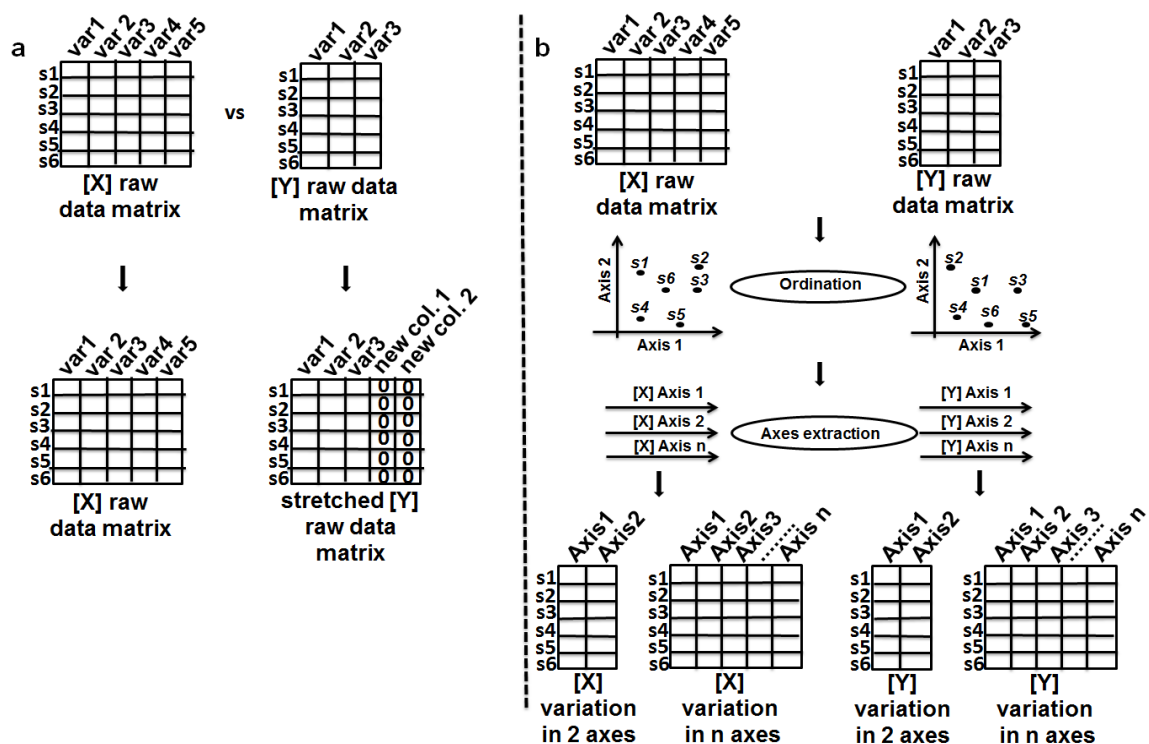 a
var1 var 2 var3 var4 var5
s1
s2
s3
s4
s5
s6
[X] raw
data matrix
vs
var1 var2 var3
s1
s2
s3
s4
s5
s6
[Y] raw data
matrix
var1 var 2 var3 var4 var5
s1
s2
s3
s4
s5
s6
[X] raw
data matrix
var1 var 2 var3 new col. 1 new col. 2
s1 0 0
s2 0 0
s3 0 0
s4 0 0
s5 0 0
s6 0 0
stretched [Y]
raw data
matrix
b
var1 var 2 var3 var4 var5
s1
s2
s3
s4
s5
s6
[X] raw
data matrix
var1 var2 var3
s1
s2
s3
s4
s5
s6
[Y] raw
data matrix
Axis 2
s1 s2
s6 s3
s4 s5
Axis 1
Ordination
Axis 2
s2
s1 s3
s4 s6 s5
Axis 1
[X] Axis 1
[X] Axis 2
[X] Axis n
Axes extraction
[Y] Axis 1
[Y] Axis 2
[Y] Axis n
Axis1 Axis2
s1
s2
s3
s4
s5
s6
[X]
variation
in 2 axes
Axis1 Axis2 Axis3 ........ Axis n
s1
s2
s3
s4
s5
s6
[X]
variation
in n axes
Axis1 Axis2
s1
s2
s3
s4
s5
s6
[Y]
variation
in 2 axes
Axis 1 Axis 2 Axis 3 ........ Axis n
s1
s2
s3
s4
s5
s6
[Y]
variation
in n axes